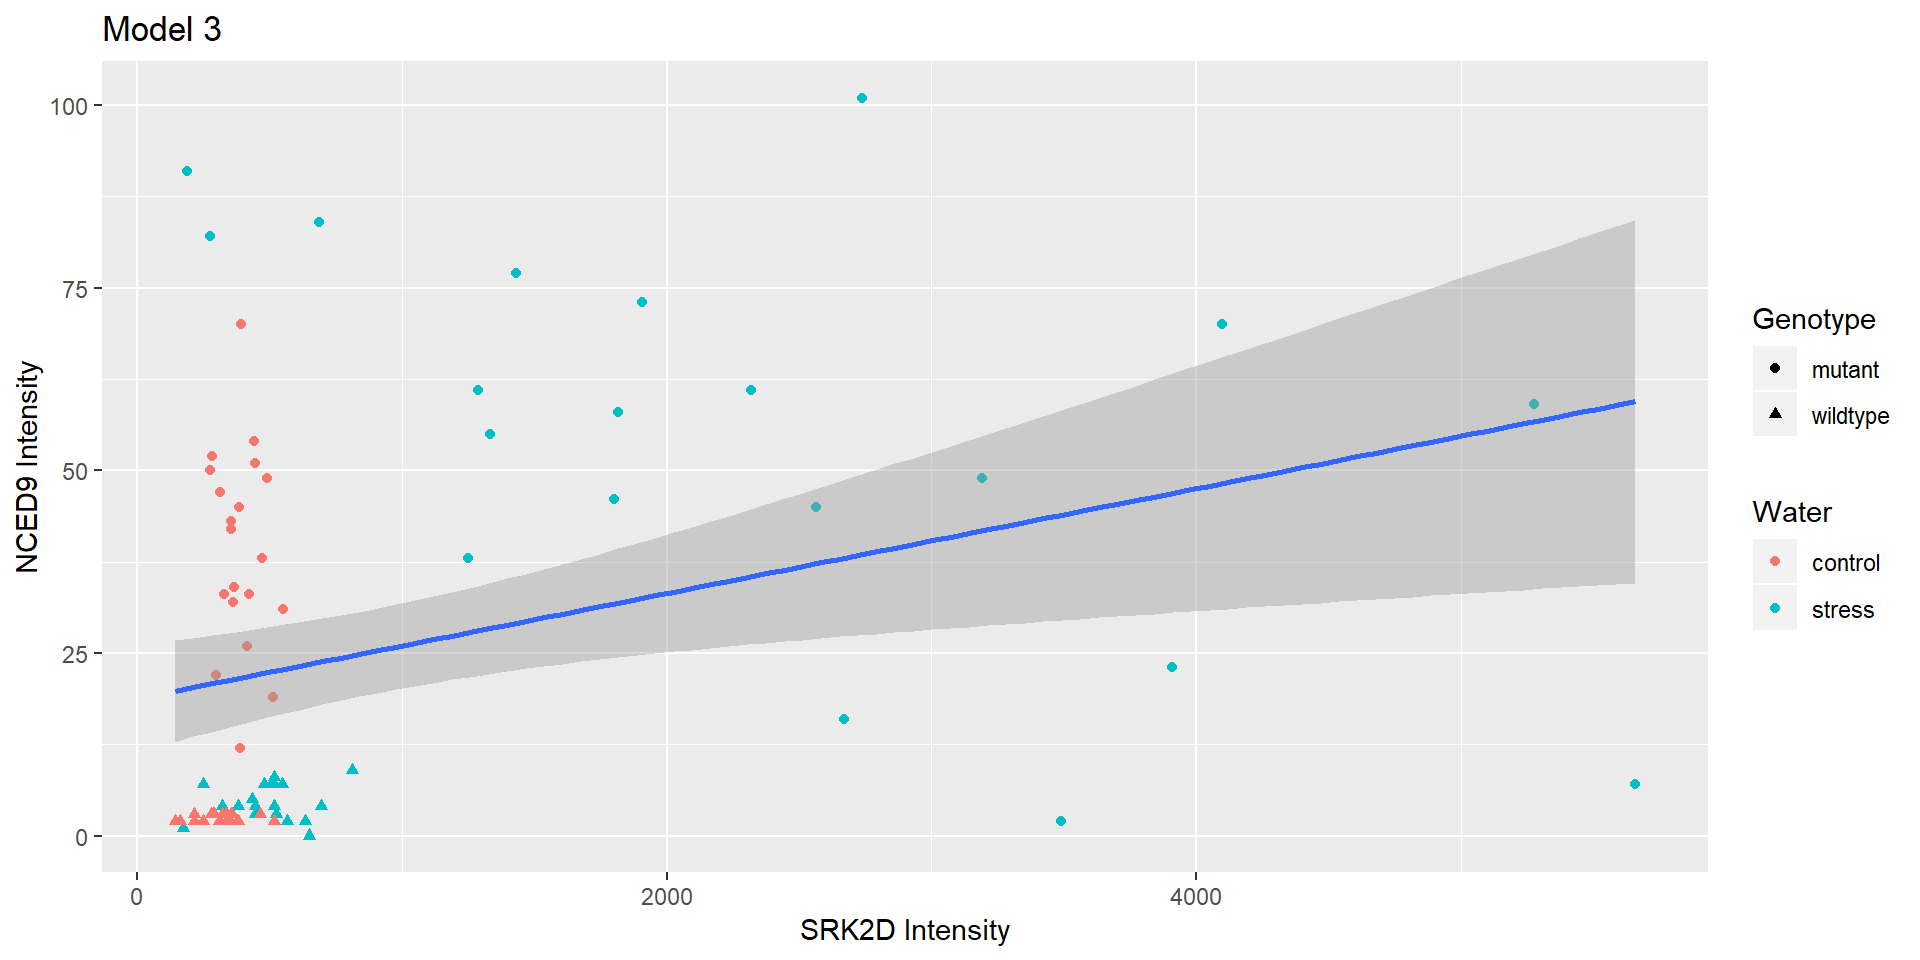 Model 3
100
75
50
25
0
NCED9 Intensity
0
2000
4000
SRK2D Intensity
Genotype
mutant
wildtype
Water
control
stress